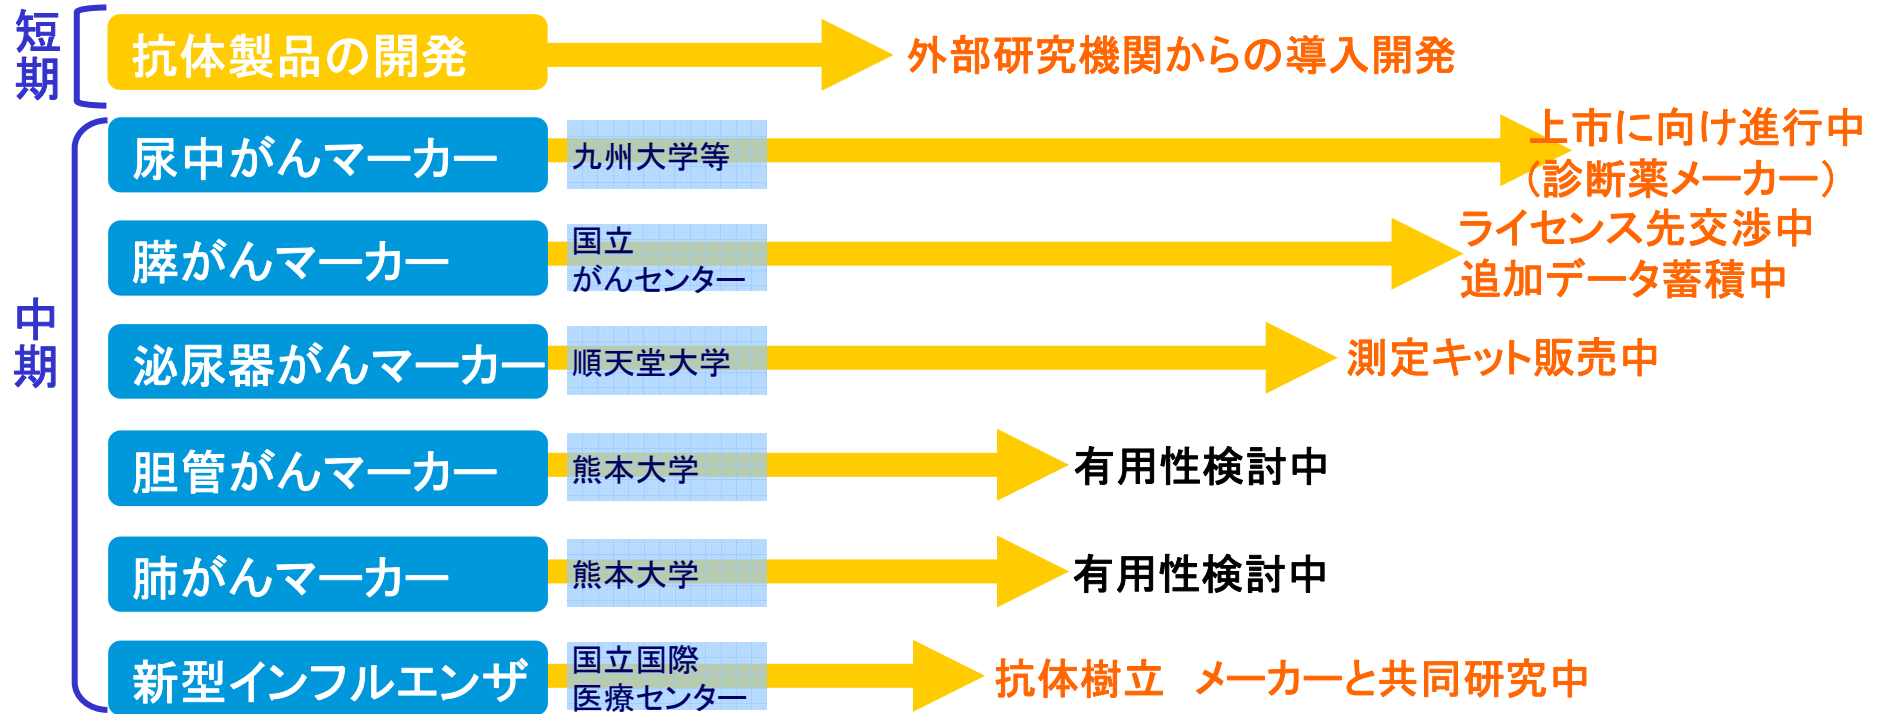 短期
抗体製品の開発
外部研究機関からの導入開発
中期
尿中がんマーカー
九州大学等
上市に向け進行中
（診断薬メーカー）
膵がんマーカー
国立
がんセンター
ライセンス先交渉中
追加データ蓄積中
泌尿器がんマーカー
順天堂大学
測定キット販売中
胆管がんマーカー
熊本大学
有用性検討中
肺がんマーカー
熊本大学
有用性検討中
新型インフルエンザ
国立国際
医療センター
抗体樹立　メーカーと共同研究中